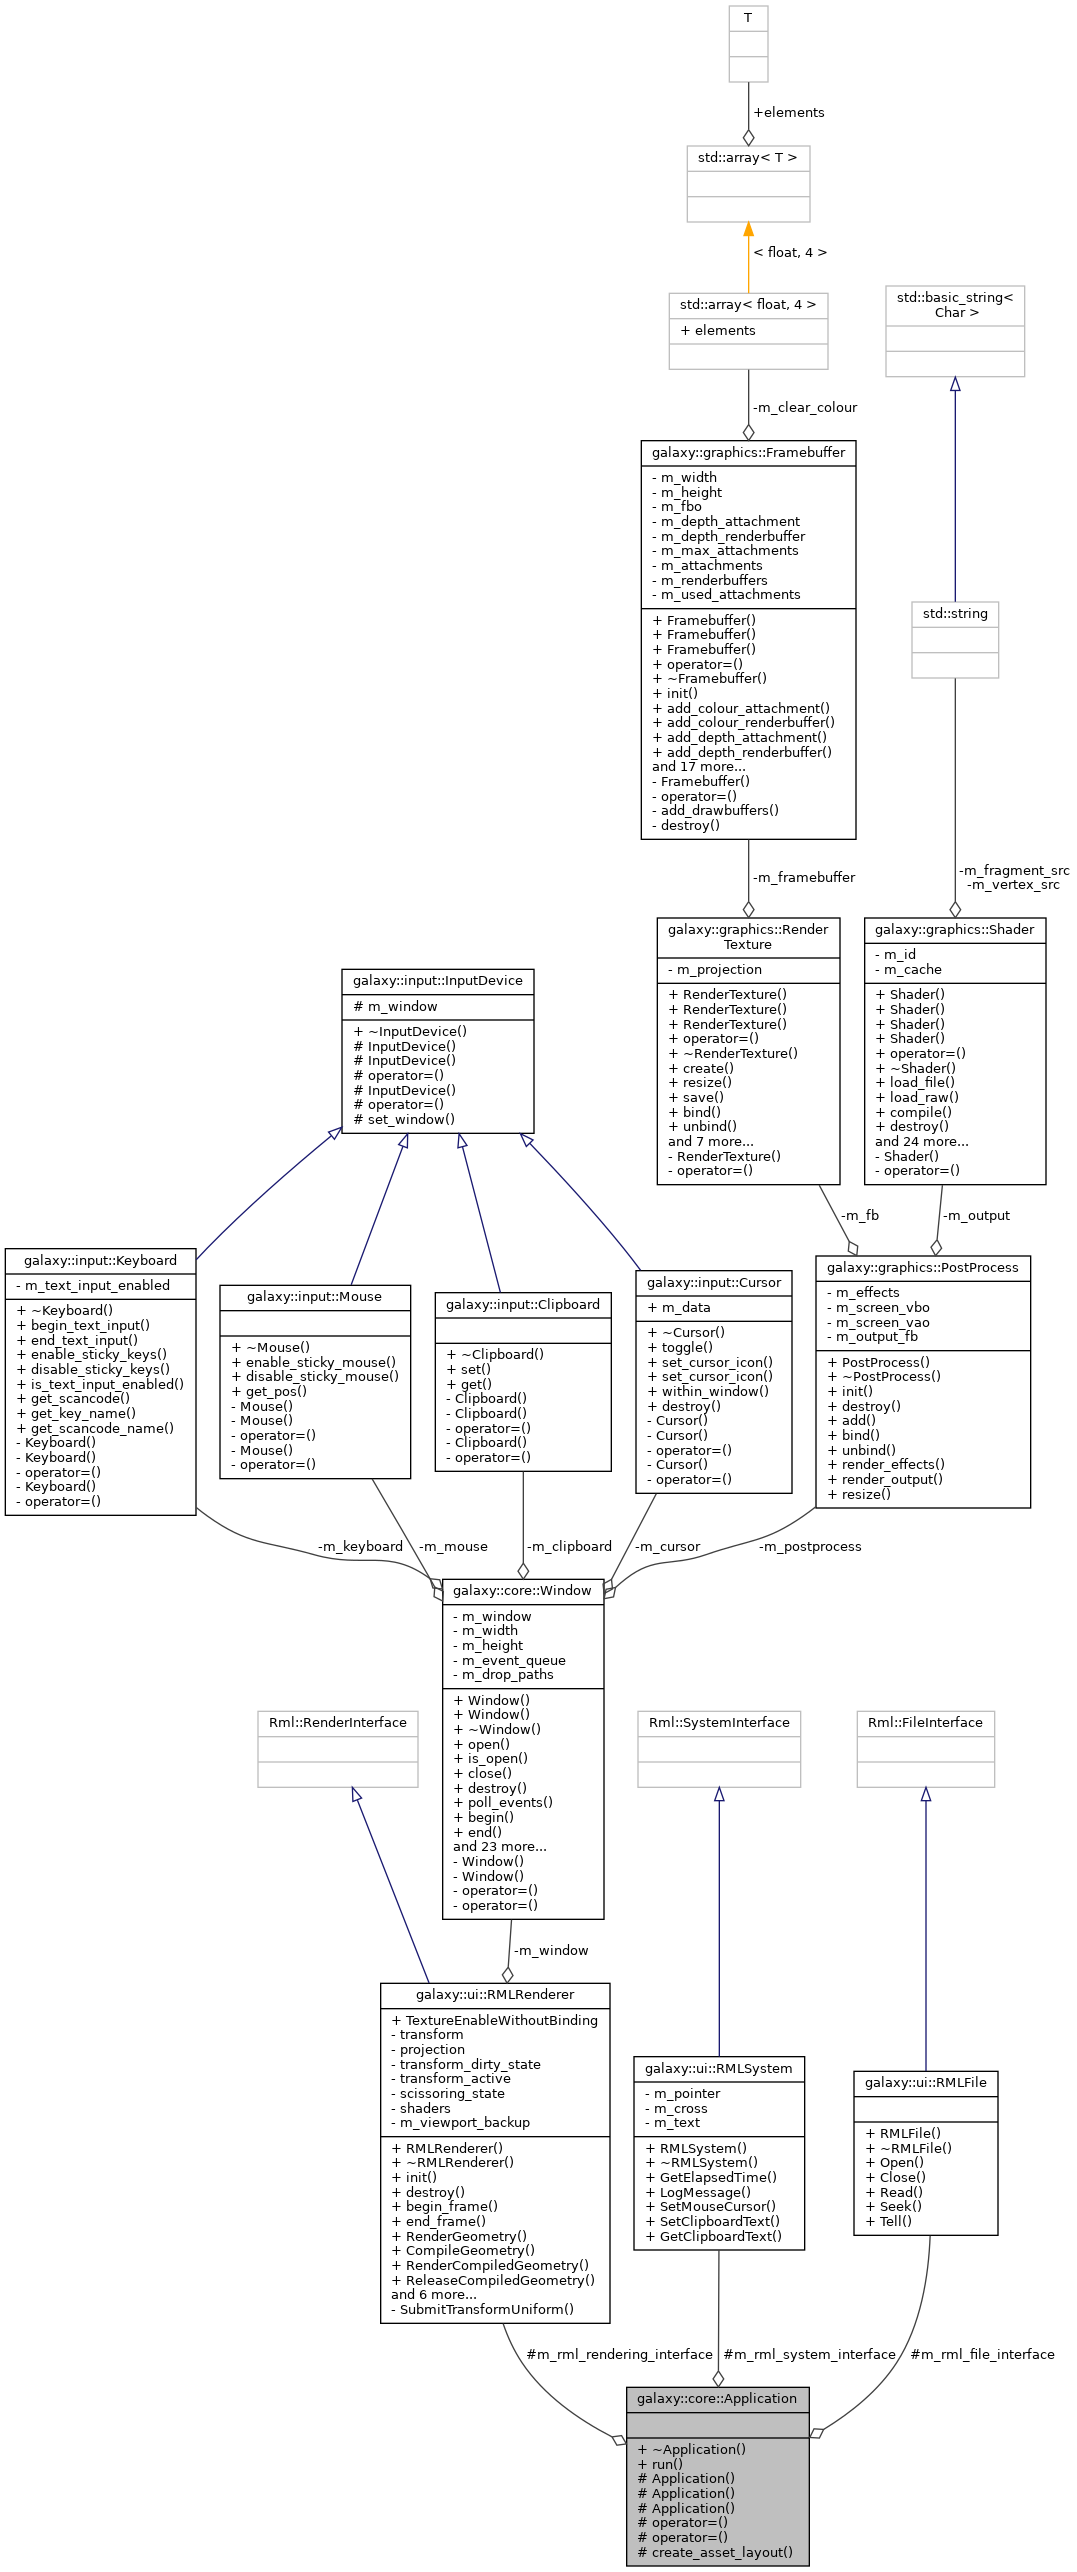 T
+elements
std::array< T >
< float, 4 >
std::array< float, 4 >
+ elements
std::basic_string<
Char >
-m_clear_colour
galaxy::graphics::Framebuffer
- m_width
- m_height
- m_fbo
- m_depth_attachment
- m_depth_renderbuffer
- m_max_attachments
- m_attachments
- m_renderbuffers
- m_used_attachments
+ Framebuffer()
+ Framebuffer()
+ Framebuffer()
+ operator=()
+ ~Framebuffer()
+ init()
+ add_colour_attachment()
+ add_colour_renderbuffer()
+ add_depth_attachment()
+ add_depth_renderbuffer()
and 17 more...
- Framebuffer()
- operator=()
- add_drawbuffers()
- destroy()
std::string
-m_framebuffer
-m_fragment_src
-m_vertex_src
galaxy::graphics::Render
Texture
- m_projection
+ RenderTexture()
+ RenderTexture()
+ RenderTexture()
+ operator=()
+ ~RenderTexture()
+ create()
+ resize()
+ save()
+ bind()
+ unbind()
and 7 more...
- RenderTexture()
- operator=()
galaxy::graphics::Shader
- m_id
- m_cache
+ Shader()
+ Shader()
+ Shader()
+ Shader()
+ operator=()
+ ~Shader()
+ load_file()
+ load_raw()
+ compile()
+ destroy()
and 24 more...
- Shader()
- operator=()
galaxy::input::InputDevice
# m_window
+ ~InputDevice()
# InputDevice()
# InputDevice()
# operator=()
# InputDevice()
# operator=()
# set_window()
-m_fb
-m_output
galaxy::input::Keyboard
- m_text_input_enabled
+ ~Keyboard()
+ begin_text_input()
+ end_text_input()
+ enable_sticky_keys()
+ disable_sticky_keys()
+ is_text_input_enabled()
+ get_scancode()
+ get_key_name()
+ get_scancode_name()
- Keyboard()
- Keyboard()
- operator=()
- Keyboard()
- operator=()
galaxy::input::Mouse
+ ~Mouse()
+ enable_sticky_mouse()
+ disable_sticky_mouse()
+ get_pos()
- Mouse()
- Mouse()
- operator=()
- Mouse()
- operator=()
galaxy::input::Clipboard
+ ~Clipboard()
+ set()
+ get()
- Clipboard()
- Clipboard()
- operator=()
- Clipboard()
- operator=()
galaxy::input::Cursor
+ m_data
+ ~Cursor()
+ toggle()
+ set_cursor_icon()
+ set_cursor_icon()
+ within_window()
+ destroy()
- Cursor()
- Cursor()
- operator=()
- Cursor()
- operator=()
galaxy::graphics::PostProcess
- m_effects
- m_screen_vbo
- m_screen_vao
- m_output_fb
+ PostProcess()
+ ~PostProcess()
+ init()
+ destroy()
+ add()
+ bind()
+ unbind()
+ render_effects()
+ render_output()
+ resize()
-m_keyboard
-m_mouse
-m_clipboard
-m_cursor
-m_postprocess
galaxy::core::Window
- m_window
- m_width
- m_height
- m_event_queue
- m_drop_paths
+ Window()
+ Window()
+ ~Window()
+ open()
+ is_open()
+ close()
+ destroy()
+ poll_events()
+ begin()
+ end()
and 23 more...
- Window()
- Window()
- operator=()
- operator=()
Rml::RenderInterface
Rml::SystemInterface
Rml::FileInterface
-m_window
galaxy::ui::RMLRenderer
+ TextureEnableWithoutBinding
- transform
- projection
- transform_dirty_state
- transform_active
- scissoring_state
- shaders
- m_viewport_backup
+ RMLRenderer()
+ ~RMLRenderer()
+ init()
+ destroy()
+ begin_frame()
+ end_frame()
+ RenderGeometry()
+ CompileGeometry()
+ RenderCompiledGeometry()
+ ReleaseCompiledGeometry()
and 6 more...
- SubmitTransformUniform()
galaxy::ui::RMLSystem
- m_pointer
- m_cross
- m_text
+ RMLSystem()
+ ~RMLSystem()
+ GetElapsedTime()
+ LogMessage()
+ SetMouseCursor()
+ SetClipboardText()
+ GetClipboardText()
galaxy::ui::RMLFile
+ RMLFile()
+ ~RMLFile()
+ Open()
+ Close()
+ Read()
+ Seek()
+ Tell()
#m_rml_rendering_interface
#m_rml_system_interface
#m_rml_file_interface
galaxy::core::Application
+ ~Application()
+ run()
# Application()
# Application()
# Application()
# operator=()
# operator=()
# create_asset_layout()